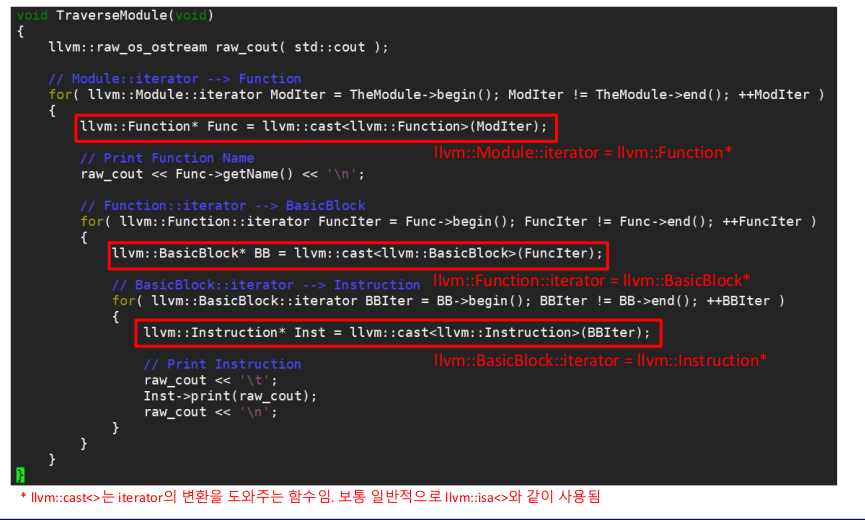 void TraverseModule(void)
{
    llvm::raw_os_ostream raw_cout( std::cout );
    // Module::iterator --> Function
    for( llvm::Module::iterator ModIter = TheModule->begin(); ModIter != TheModule->end(); ++ModIter )
    {
        llvm::Function* Func = llvm::cast<llvm::Function>(ModIter);
llvm::Module::iterator = llvm::Function*
        // Print Function Name
        raw_cout << Func->getName() << '\n';
        // Function::iterator --> BasicBlock
        for( llvm::Function::iterator FuncIter = Func->begin(); FuncIter != Func->end(); ++FuncIter )
        {
            llvm::BasicBlock* BB = llvm::cast<llvm::BasicBlock>(FuncIter);
            // BasicBlock::iterator --> Instruction
llvm::Function::iterator = llvm::BasicBlock*
            for( llvm::BasicBlock::iterator BBIter = BB->begin(); BBIter != BB->end(); ++BBIter )
            {
                llvm::Instruction* Inst = llvm::cast<llvm::Instruction>(BBIter);
                // Print Instruction
llvm::BasicBlock::iterator = llvm::Instruction*
                raw_cout << '\t';
                Inst->print(raw_cout);
                raw_cout << '\n';
            }
        }
    }
}
* llvm::cast<>는 iterator의 변환을 도와주는 함수임. 보통 일반적으로 llvm::isa<>와 같이 사용됨